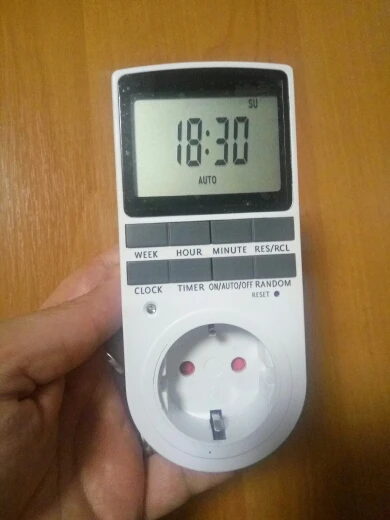 SU
18:30
AUTO
WEEK HOUR MINUTE RES/RCL
CLOCK TIMER ON/AUTO/OFF RANDOM
RESET